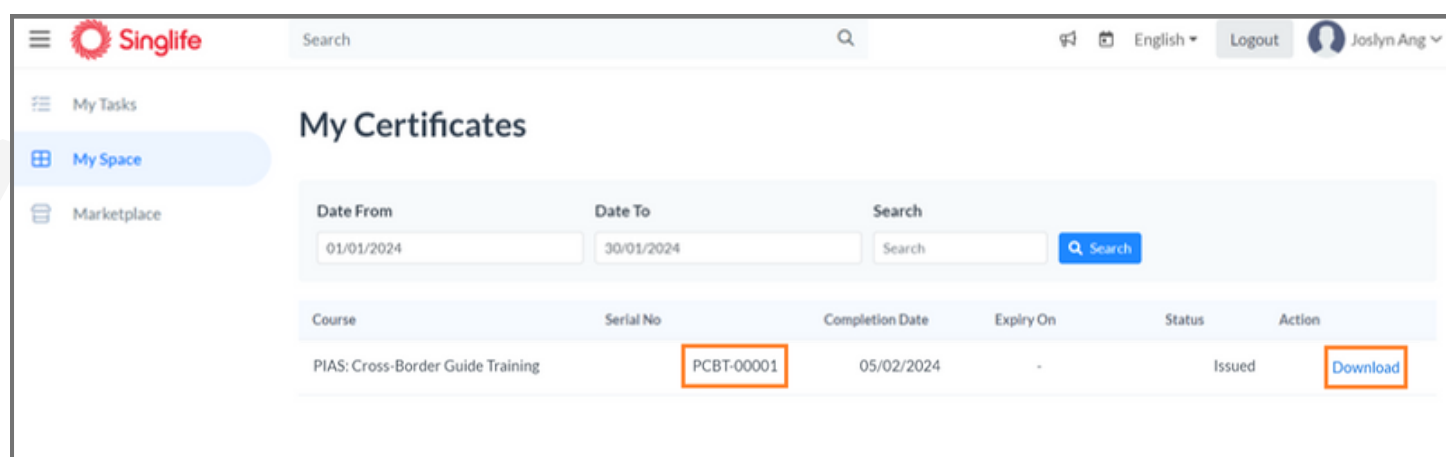 Singlife Search English Logout Joslyn Ang
My Tasks
My Certificates
My Space
Date From Date To Search
Marketplace
01/01/2024 30/01/2024 Search Search
Course Serial No Completion Date Expiry On Status Action
PIAS: Cross-Border Guide Training PCBT-00001 05/02/2024 - Issued Download